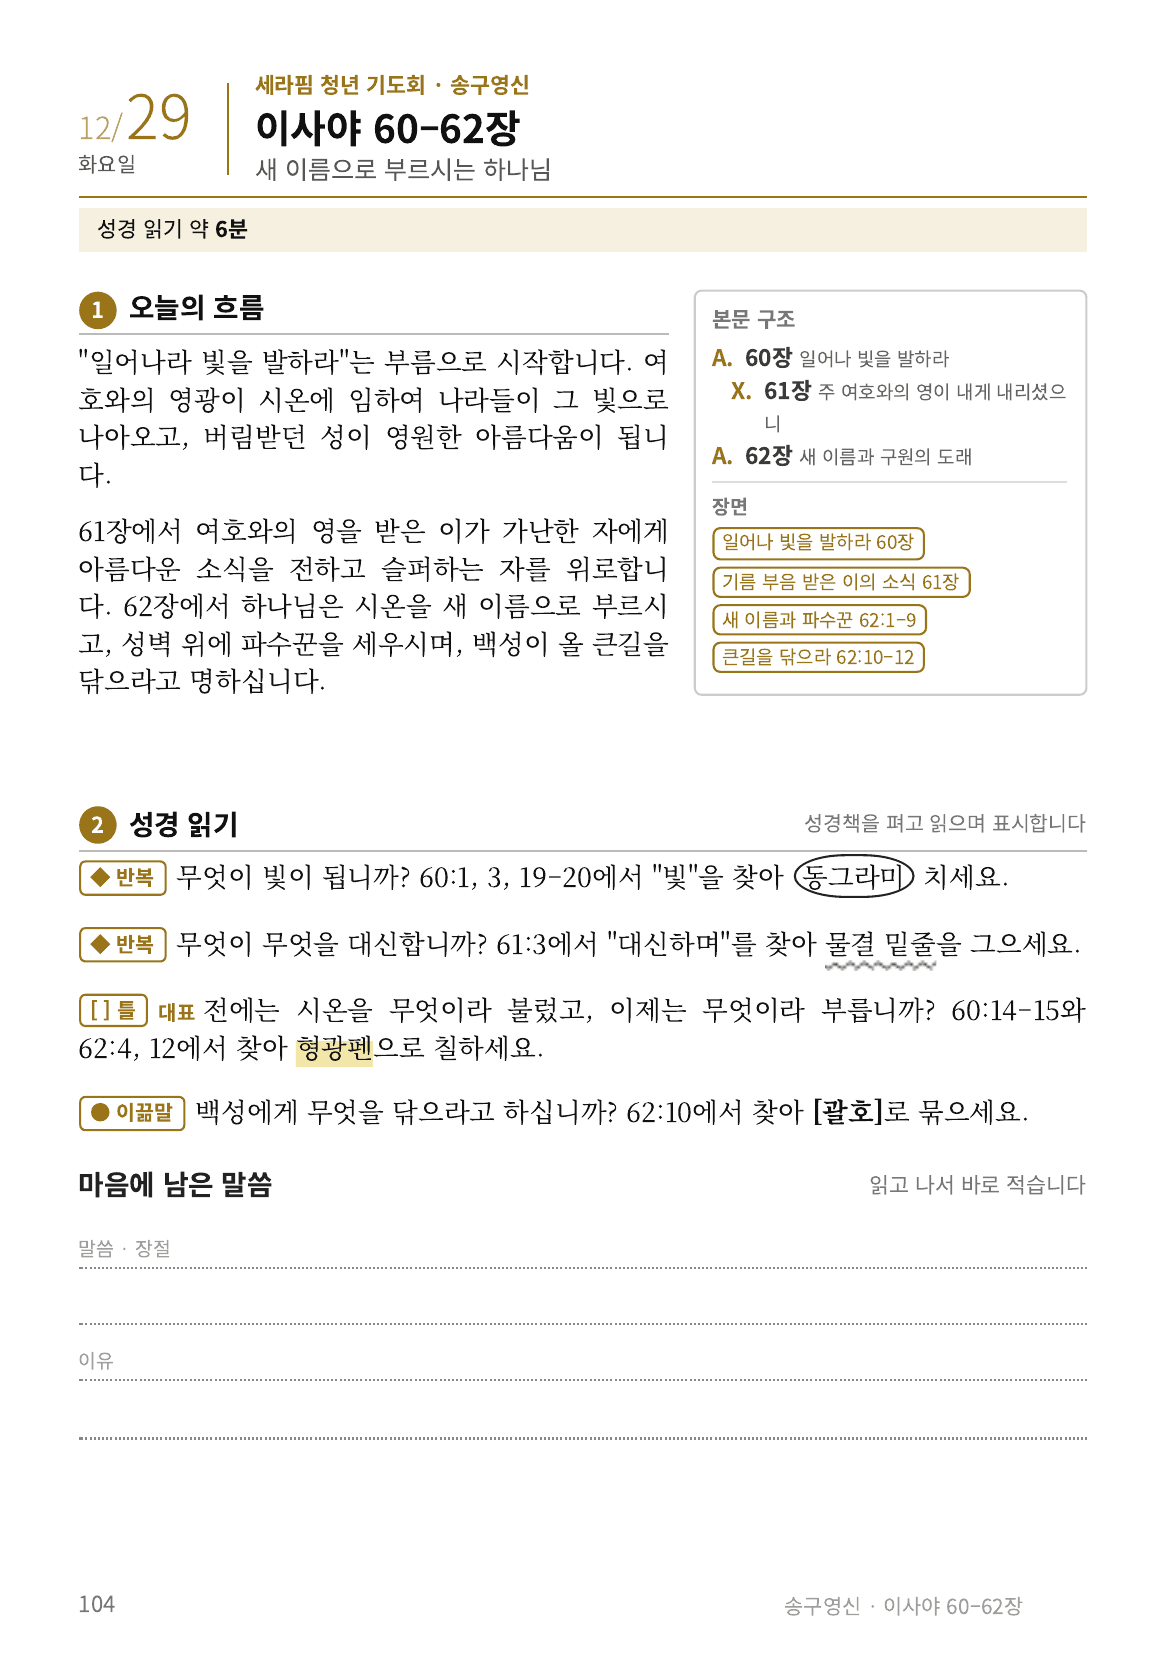 12/29
화요일
세라핌 청년 기도회 · 송구영신
이사야 60–62장
새 이름으로 부르시는 하나님
성경 읽기 약 6분
1 오늘의 흐름
"일어나라 빛을 발하라"는 부름으로 시작합니다. 여
호와의 영광이 시온에 임하여 나라들이 그 빛으로
나아오고, 버림받던 성이 영원한 아름다움이 됩니
다.
61장에서 여호와의 영을 받은 이가 가난한 자에게
아름다운 소식을 전하고 슬퍼하는 자를 위로합니
다. 62장에서 하나님은 시온을 새 이름으로 부르시
고, 성벽 위에 파수꾼을 세우시며, 백성이 올 큰길을
닦으라고 명하십니다.
본문 구조
A. 60장 일어나 빛을 발하라
X. 61장 주 여호와의 영이 내게 내리셨으
니
A. 62장 새 이름과 구원의 도래
장면
일어나 빛을 발하라 60장
기름 부음 받은 이의 소식 61장
새 이름과 파수꾼 62:1–9
큰길을 닦으라 62:10–12
2 성경 읽기
성경책을 펴고 읽으며 표시합니다
◆ 반복 무엇이 빛이 됩니까? 60:1, 3, 19–20에서 "빛"을 찾아 동그라미 치세요.
◆ 반복 무엇이 무엇을 대신합니까? 61:3에서 "대신하며"를 찾아 물결 밑줄을 그으세요.
[ ] 틀 대표 전에는 시온을 무엇이라 불렀고, 이제는 무엇이라 부릅니까? 60:14–15와
62:4, 12에서 찾아 형광펜으로 칠하세요.
● 이끎말 백성에게 무엇을 닦으라고 하십니까? 62:10에서 찾아 [괄호]로 묶으세요.
마음에 남은 말씀
읽고 나서 바로 적습니다
말씀 · 장절
이유
104
송구영신 · 이사야 60–62장